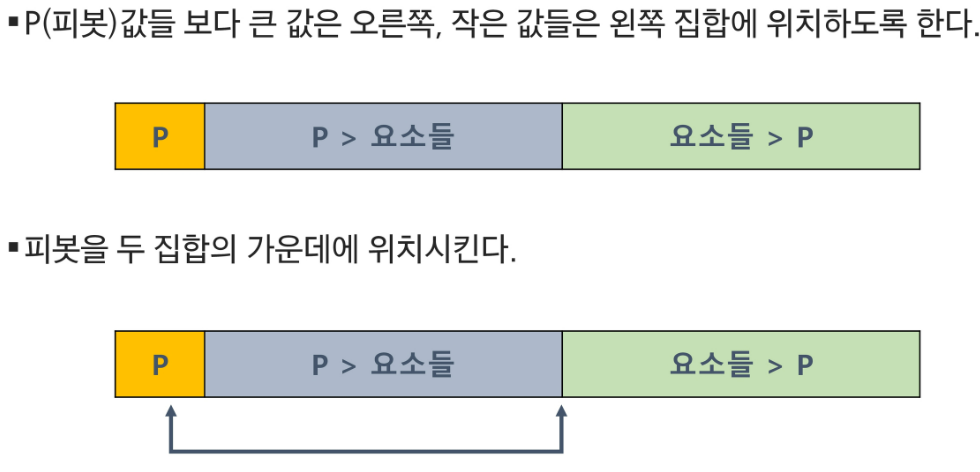 ▪P(피봇)값들 보다 큰 값은 오른쪽, 작은 값들은 왼쪽 집합에 위치하도록 한다.
P P > 요소들 요소들 > P
▪피봇을 두 집합의 가운데에 위치시킨다.
P P > 요소들 요소들 > P